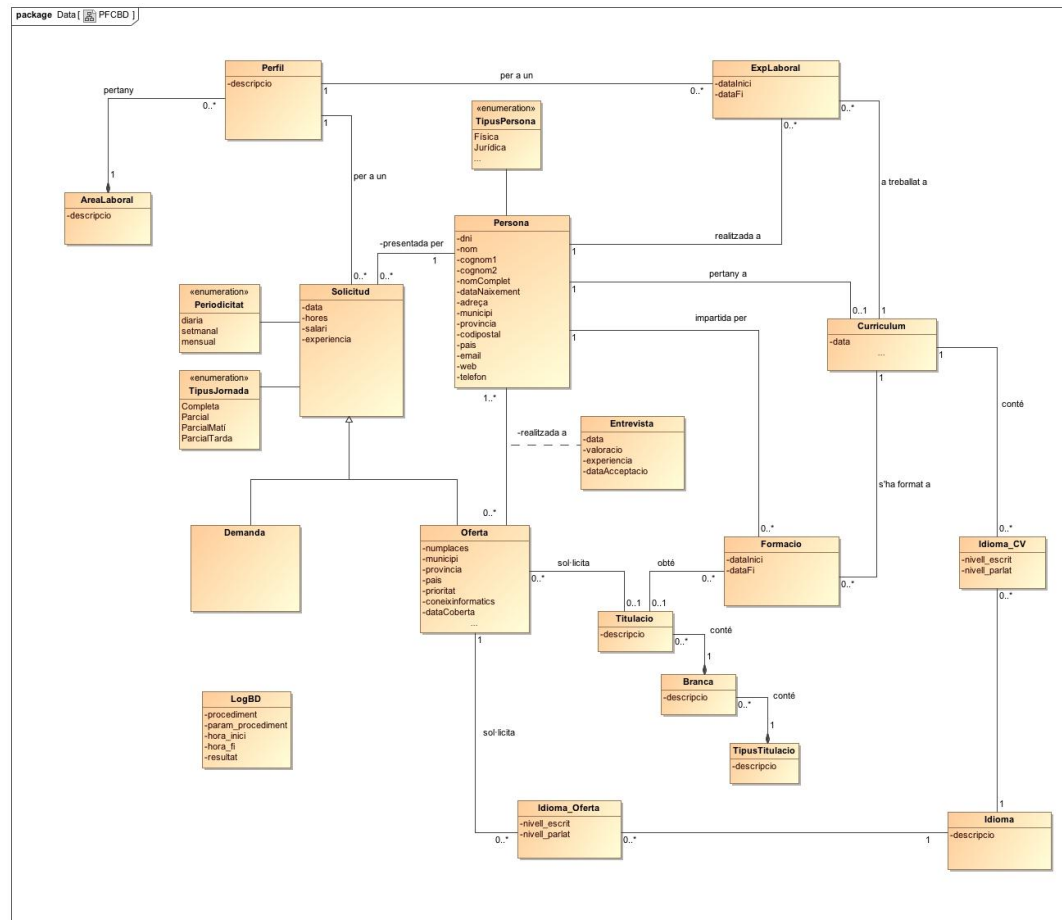 package Data [ PFCBD ]
Perfil
-descripcio
per a un
1
0..*
ExpLaboral
-dataInici
-dataFi
pertany
0..*
1
1
0..*
0..*
«enumeration»
TipusPersona
Física
Jurídica
...
per a un
a treballat a
AreaLaboral
-descripcio
Persona
-dni
-nom
-cognom1
-cognom2
-nomComplet
-dataNaixement
-adreça
-municipi
-provincia
-codipostal
-pais
-email
-web
-telefon
-presentada per
1
0..*
0..*
realitzada a
1
pertany a
1
0..1
1
impartida per
1
1..*
«enumeration»
Periodicitat
diaria
setmanal
mensual
Solicitud
-data
-hores
-salari
-experiencia
Curriculum
-data
...
1
1
«enumeration»
TipusJornada
Completa
Parcial
ParcialMatí
ParcialTarda
conté
-realitzada a
Entrevista
-data
-valoracio
-experiencia
-dataAcceptacio
s'ha format a
0..*
0..*
0..*
Demanda
Oferta
-numplaces
-municipi
-provincia
-pais
-prioritat
-coneixinformatics
-dataCoberta
...
Formacio
-dataInici
-dataFi
Idioma_CV
-nivell_escrit
-nivell_parlat
sol·licita
0..*
0..1
obté
0..*
0..1
0..*
0..*
Titulacio
-descripcio
conté
0..*
1
1
Branca
-descripcio
conté
0..*
1
LogBD
-procediment
-param_procediment
-hora_inici
-hora_fi
-resultat
sol·licita
TipusTitulacio
-descripcio
Idioma_Oferta
-nivell_escrit
-nivell_parlat
0..*
0..*
1
1
Idioma
-descripcio